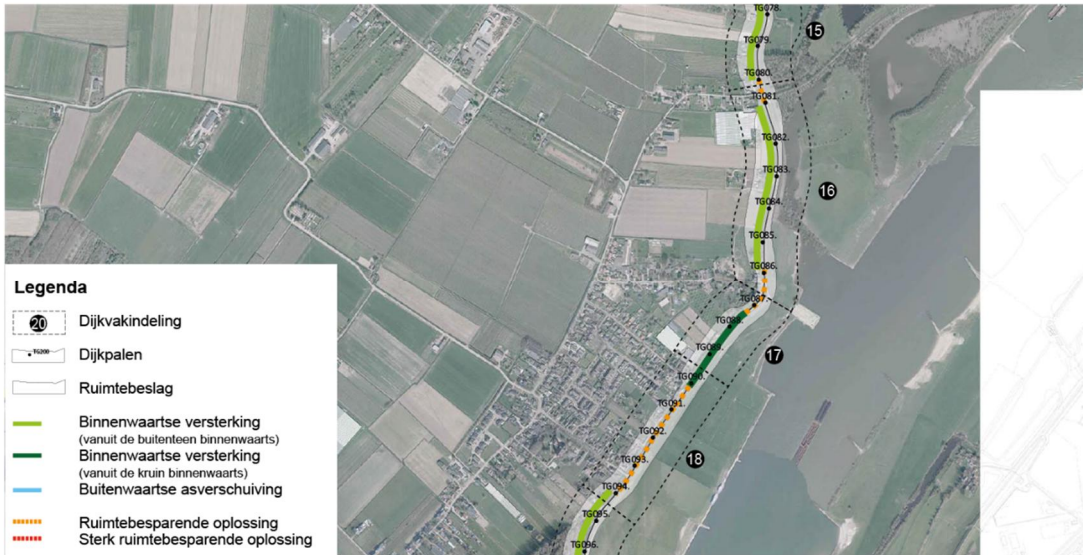 TG078.
15
TG079.
TG080.
TG081.
TG082.
TG083.
16
TG084.
TG085.
TG086.
TG087.
TG088.
17
TG089.
TG090.
TG091.
TG092.
18
TG093.
TG094.
TG095.
TG096.
Legenda
20 Dijkvakindeling
TG200 Dijkpalen
Ruimtebeslag
Binnenwaartse versterking
(vanuit de buitenteen binnenwaarts)
Binnenwaartse versterking
(vanuit de kruin binnenwaarts)
Buitenwaartse asverschuiving
Ruimtebesparende oplossing
Sterk ruimtebesparende oplossing